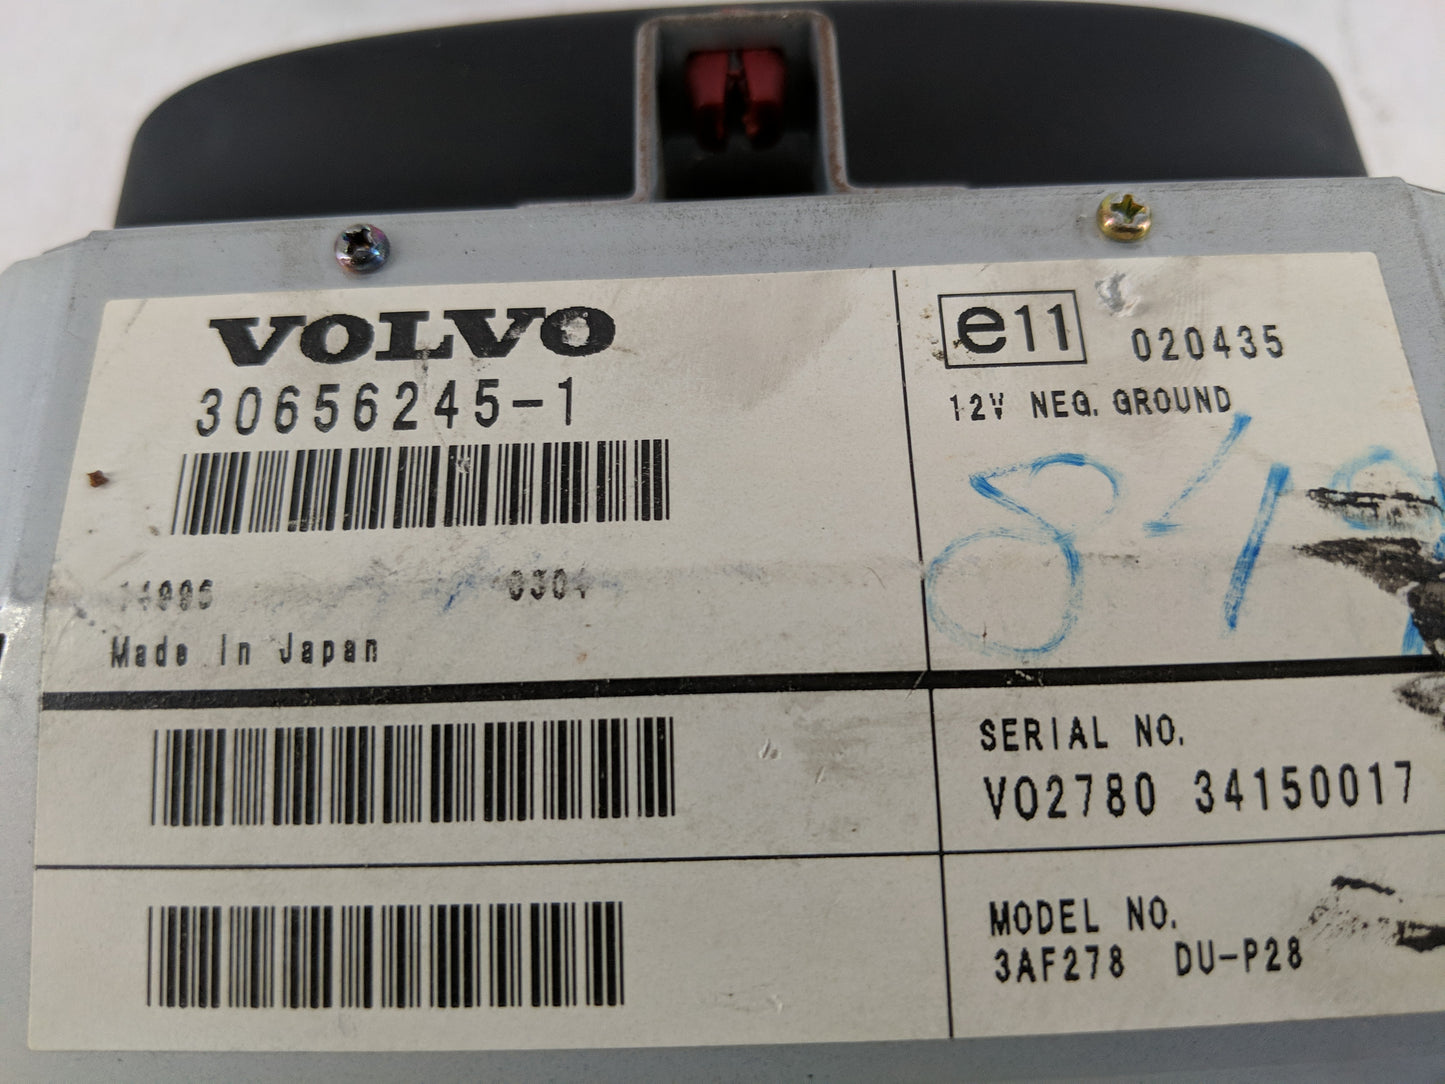 VOLVO
30656245-1
Made In Japan
e11 020435
12V NEG. GROUND
SERIAL NO.
VO2780 34150017
MODEL NO.
3AF278 DU-P28